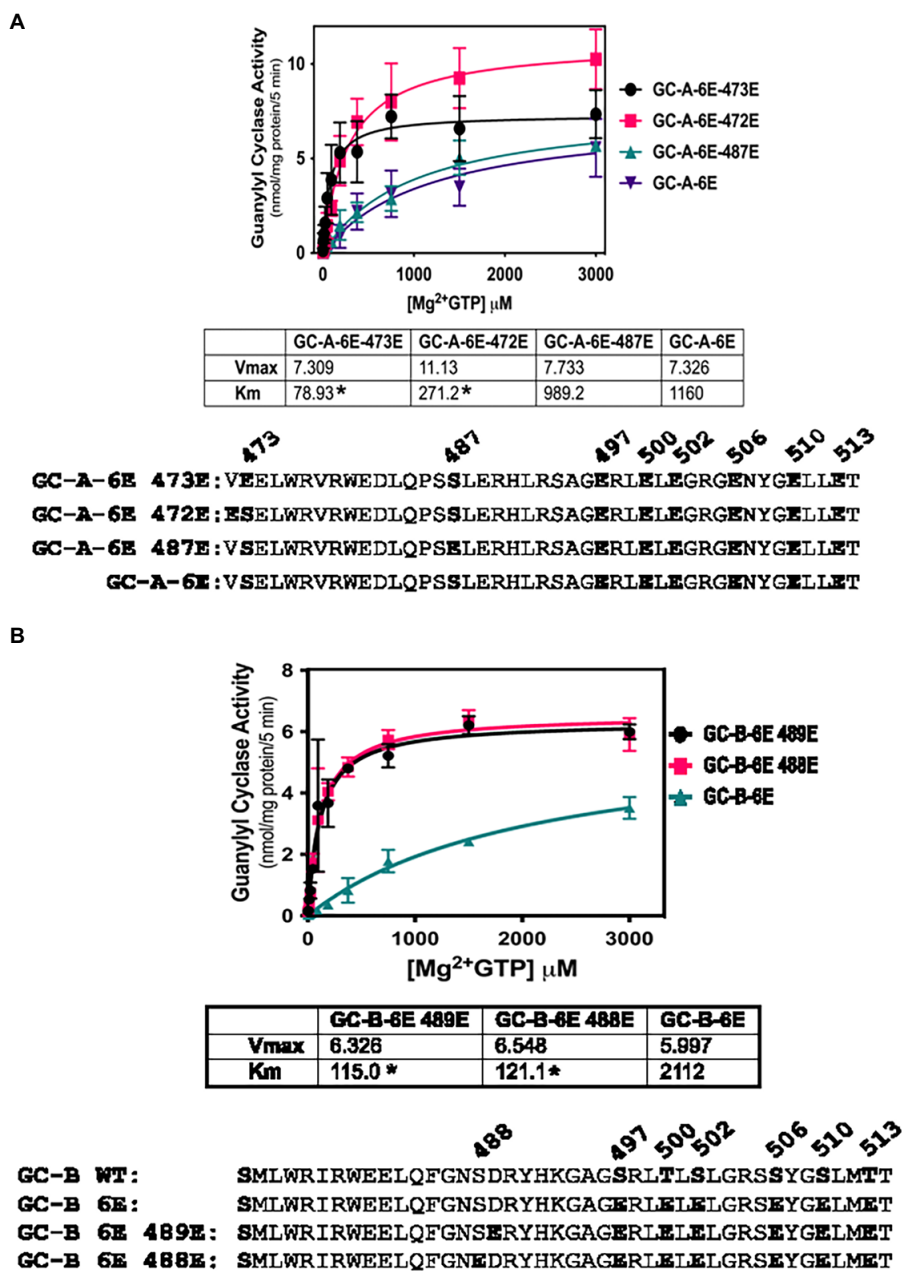 A
Guanylyl Cyclase Activity
(nmol/mg protein/5 min)
10
5
0
0 1000 2000 3000
[Mg2+GTP] µM
GC-A-6E-473E
GC-A-6E-472E
GC-A-6E-487E
GC-A-6E
GC-A-6E-473E GC-A-6E-472E GC-A-6E-487E GC-A-6E
Vmax 7.309 11.13 7.733 7.326
Km 78.93* 271.2* 989.2 1160
473 487 497 500 502 506 510 513
GC-A-6E 473E:VEELWRVRWEDLQPSSLERHLRSAGERLELEGRGENYGELLET
GC-A-6E 472E:ESELWRVRWEDLQPSSLERHLRSAGERLELEGRGENYGELLET
GC-A-6E 487E:VSELWRVRWEDLQPSELERHLRSAGERLELEGRGENYGELLET
GC-A-6E:VSELWRVRWEDLQPSSLERHLRSAGERLELEGRGENYGELLET
B
Guanylyl Cyclase Activity
(nmol/mg protein/5 min)
8
6
4
2
0
0 1000 2000 3000
[Mg2+GTP] µM
GC-B-6E 489E
GC-B-6E 488E
GC-B-6E
GC-B-6E 489E GC-B-6E 488E GC-B-6E
Vmax 6.326 6.548 5.997
Km 115.0 * 121.1* 2112
488 497 500 502 506 510 513
GC-B WT: SMLWRIRWEELQFGNSDRYHKGAGSRLTLSLGRSSYGSLMTT
GC-B 6E: SMLWRIRWEELQFGNSDRYHKGAGERLELELGRSEYGELMET
GC-B 6E 489E: SMLWRIRWEELQFGNSERYHKGAGERLELELGRSEYGELMET
GC-B 6E 488E: SMLWRIRWEELQFGNEDRYHKGAGERLELELGRSEYGELMET